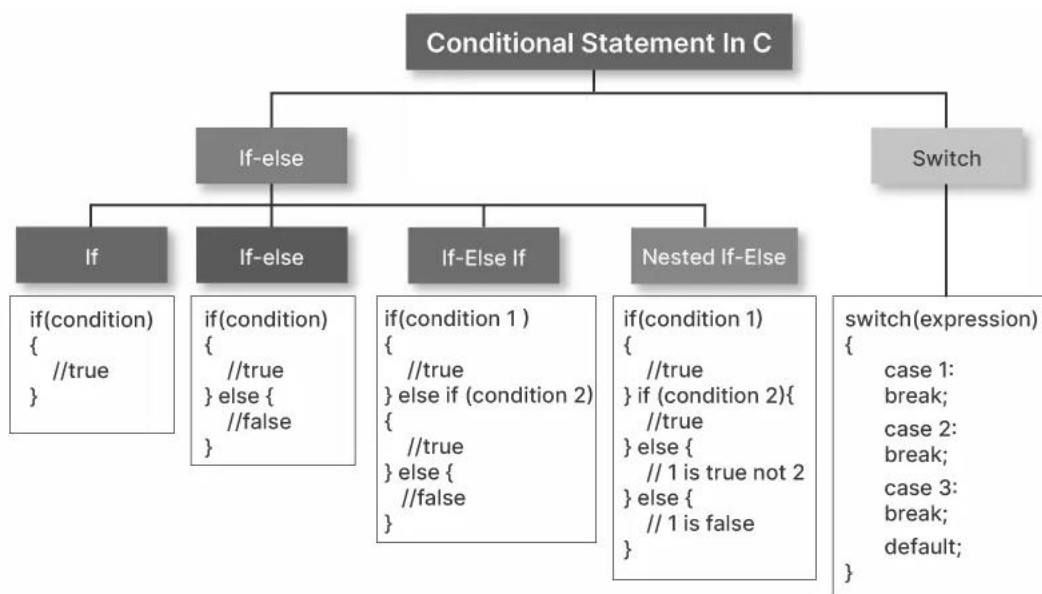 Conditional Statement In C
If-else
Switch
If
If-else
If-Else If
Nested If-Else
if(condition)
{
//true
}
if(condition)
{
//true
} else {
//false
}
if(condition 1 )
{
//true
} else if (condition 2)
{
//true
} else {
//false
}
if(condition 1)
{
//true
} if (condition 2){
//true
} else {
// 1 is true not 2
} else {
// 1 is false
}
switch(expression)
{
case 1:
break;
case 2:
break;
case 3:
break;
default;
}